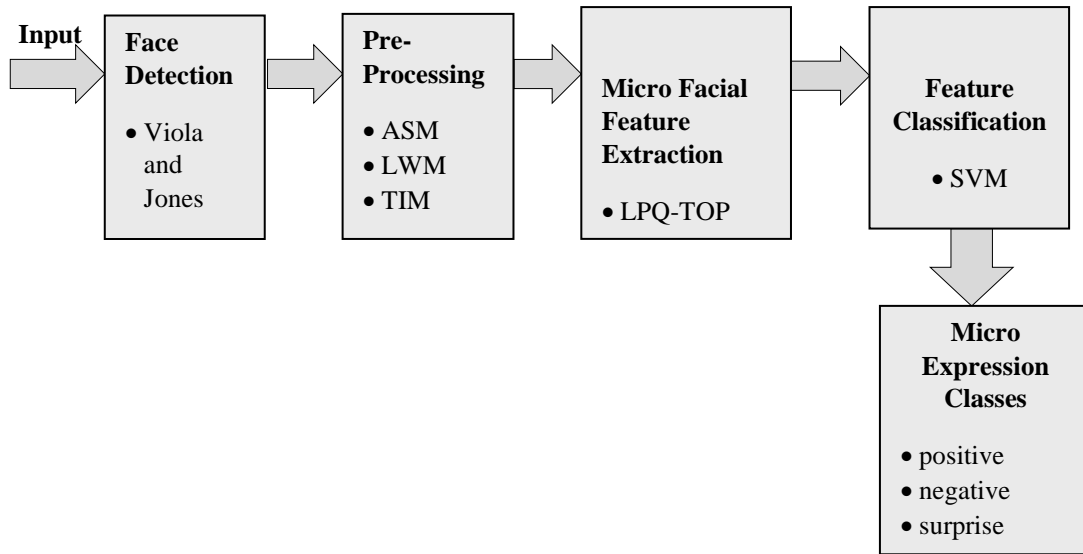 Input
Face
Detection
• Viola
and
Jones
Pre-
Processing
• ASM
• LWM
• TIM
Micro Facial
Feature
Extraction
• LPQ-TOP
Feature
Classification
• SVM
Micro
Expression
Classes
• positive
• negative
• surprise